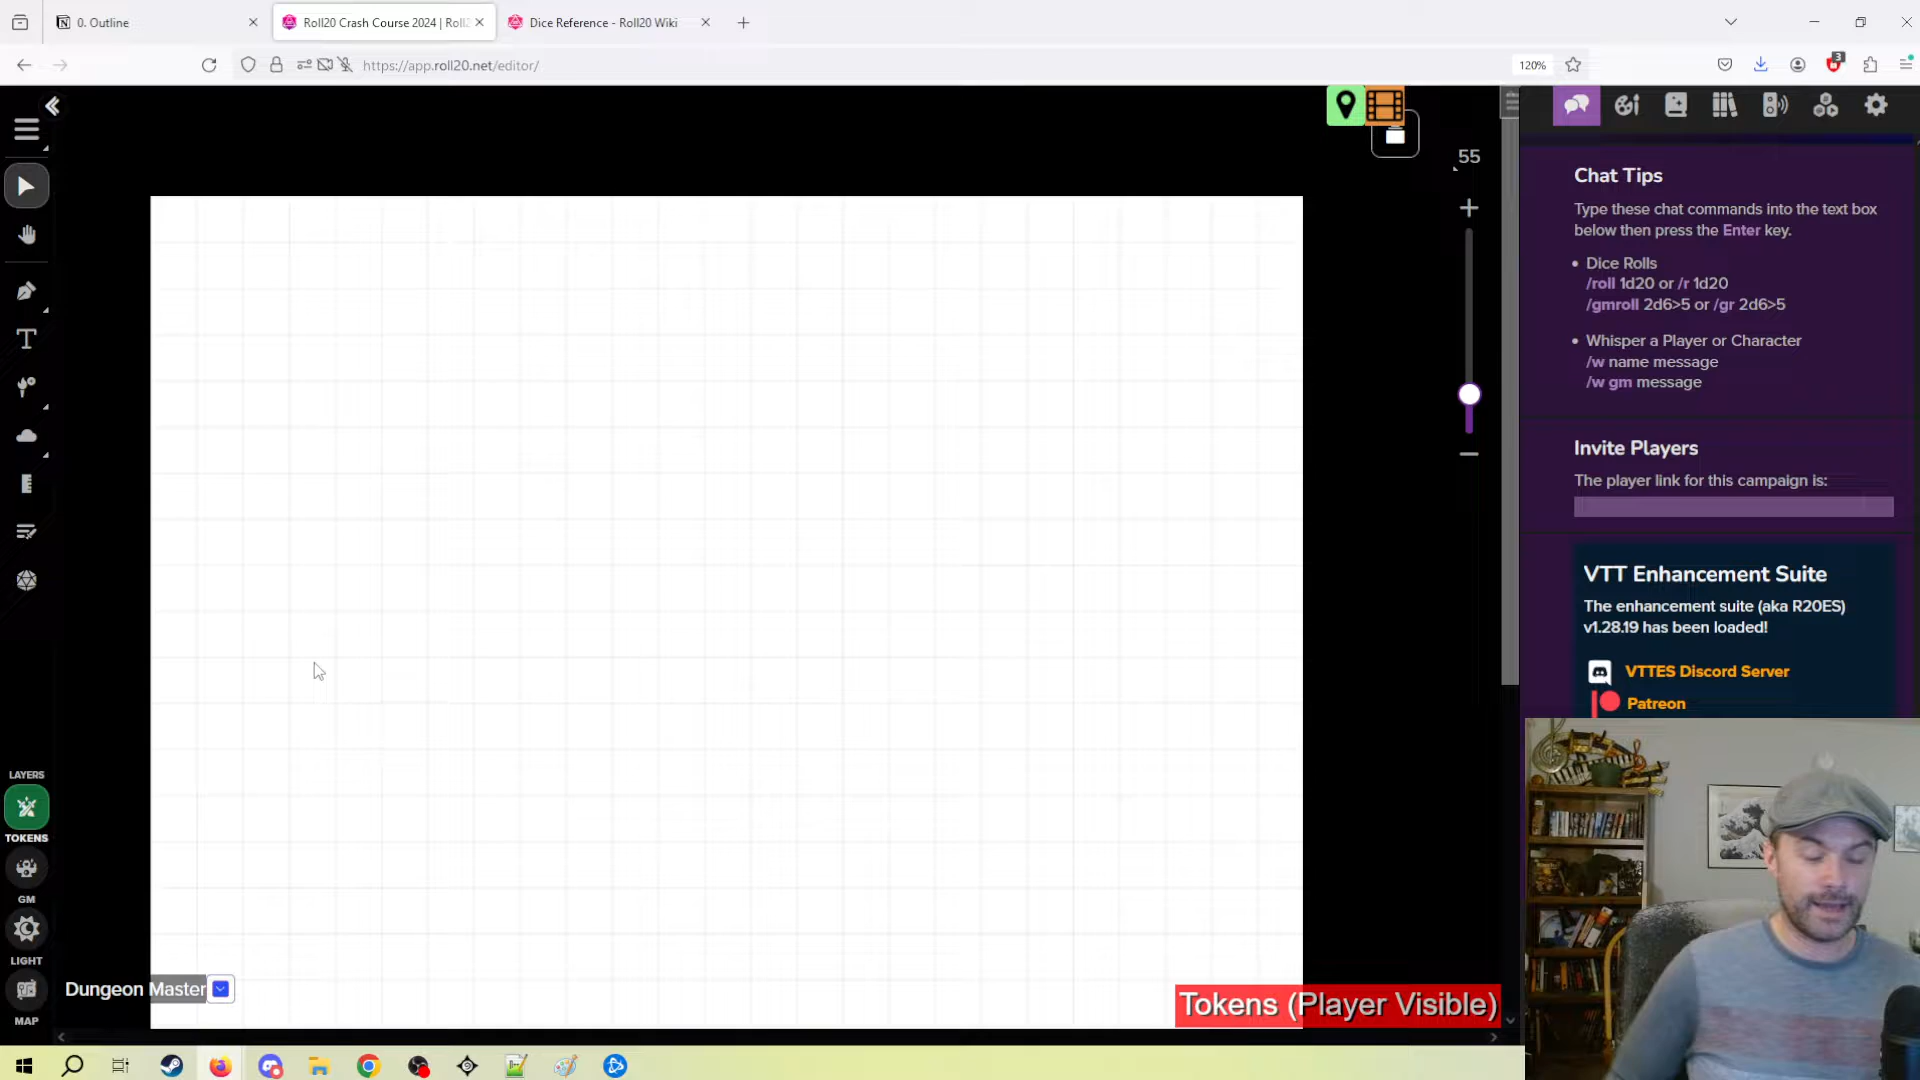 0. Outline
Roll20 Crash Course 2024 | Roll2
Dice Reference - Roll20 Wiki
https://app.roll20.net/editor/
120%
3
55
Chat Tips
Type these chat commands into the text box
below then press the Enter key.
• Dice Rolls
/roll 1d20 or /r 1d20
/gmroll 2d6>5 or /gr 2d6>5
• Whisper a Player or Character
/w name message
/w gm message
Invite Players
The player link for this campaign is:
VTT Enhancement Suite
The enhancement suite (aka R20ES)
v1.28.19 has been loaded!
VTTES Discord Server
Patreon
LAYERS
TOKENS
GM
LIGHT
MAP
Dungeon Master
Tokens (Player Visible)